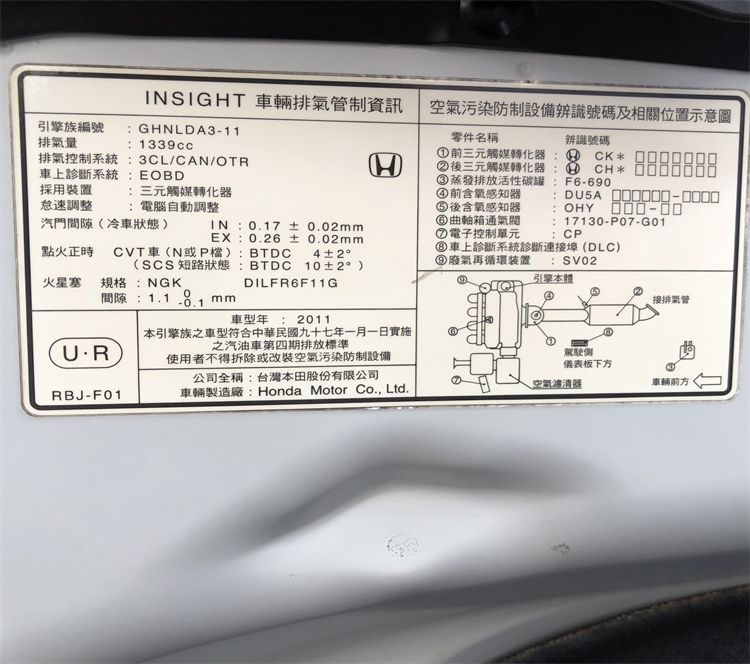 INSIGHT 車輛排氣管制資訊
引擎族編號 : GHNLDA3-11
排氣量 : 1339cc
排氣控制系統 : 3CL/CAN/OTR
車上診斷系統 : EOBD
採用裝置 : 三元觸媒轉化器
怠速調整 : 電腦自動調整
汽門間隙（冷車狀態） IN : 0.17 ± 0.02mm
EX : 0.26 ± 0.02mm
點火正時 CVT車（N或P檔）: BTDC 4±2°
（SCS 短路狀態 : BTDC 10±2°）
火星塞 規格 : NGK DILFR6F11G
間隙 : 1.1 0 -0.1 mm
U·R
RBJ-F01
車型年 : 2011
本引擎族之車型符合中華民國九十七年一月一日實施
之汽油車第四期排放標準
使用者不得拆除或改裝空氣污染防制設備
公司全稱 : 台灣本田股份有限公司
車輛製造廠 : Honda Motor Co., Ltd.
空氣污染防制設備辨識號碼及相關位置示意圖
零件名稱 辨識號碼
①前三元觸媒轉化器 : CK* □□□□□□□
②後三元觸媒轉化器 : CH* □□□□□□□
③蒸發排放活性碳罐 : F6-690
④前含氧感知器 : DU5A □□□□□□-□□□□
⑤後含氧感知器 : OHY □□□-□□
⑥曲軸箱通氣閥 : 17130-P07-G01
⑦電子控制單元 : CP
⑧車上診斷系統診斷連接埠 (DLC)
⑨廢氣再循環裝置 : SV02
⑨
引擎本體
④
⑤
②
接排氣管
⑥
①
⑧
駕駛側
儀表板下方
③
⑦
空氣濾清器
車輛前方